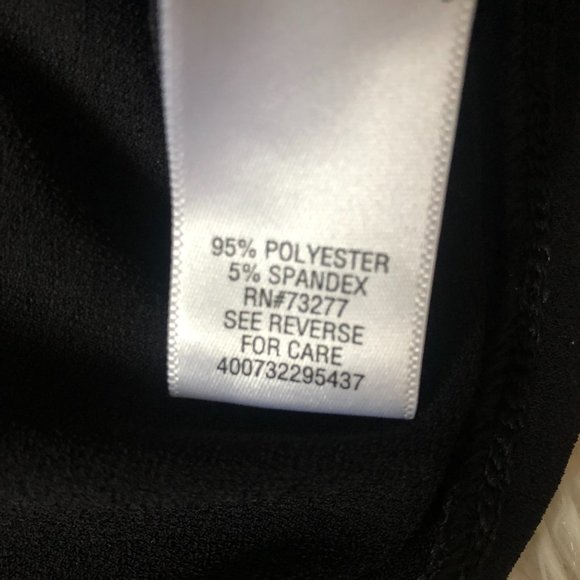 95% POLYESTER
5% SPANDEX
RN#73277
SEE REVERSE
FOR CARE
400732295437